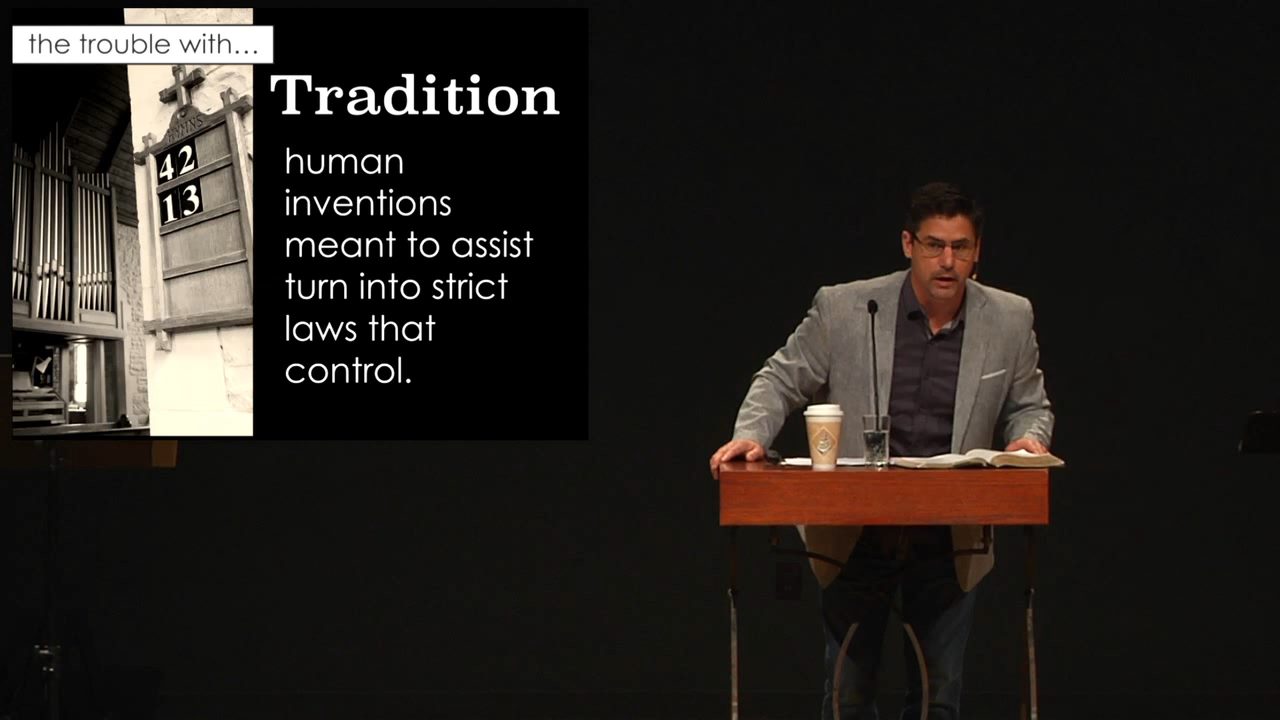 the trouble with…
Tradition
human
inventions
meant to assist
turn into strict
laws that
control.
HYMNS
42
13